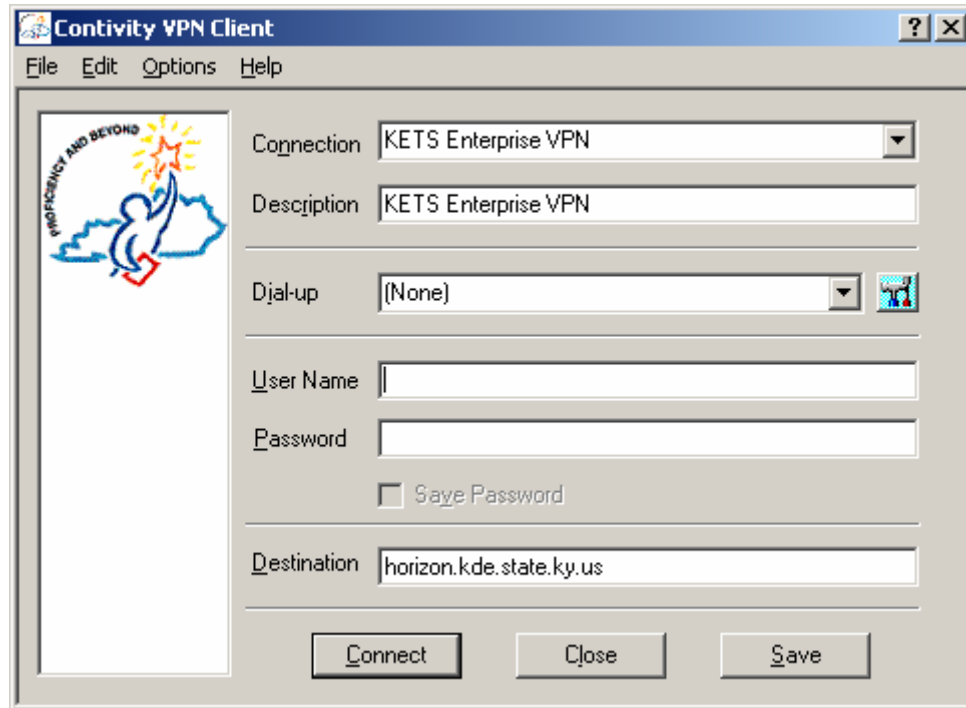 Contivity VPN Client
File Edit Options Help
PROFICIENCY AND BEYOND
Connection KETS Enterprise VPN
Description KETS Enterprise VPN
Dial-up (None)
User Name
Password
Save Password
Destination horizon.kde.state.ky.us
Connect Close Save